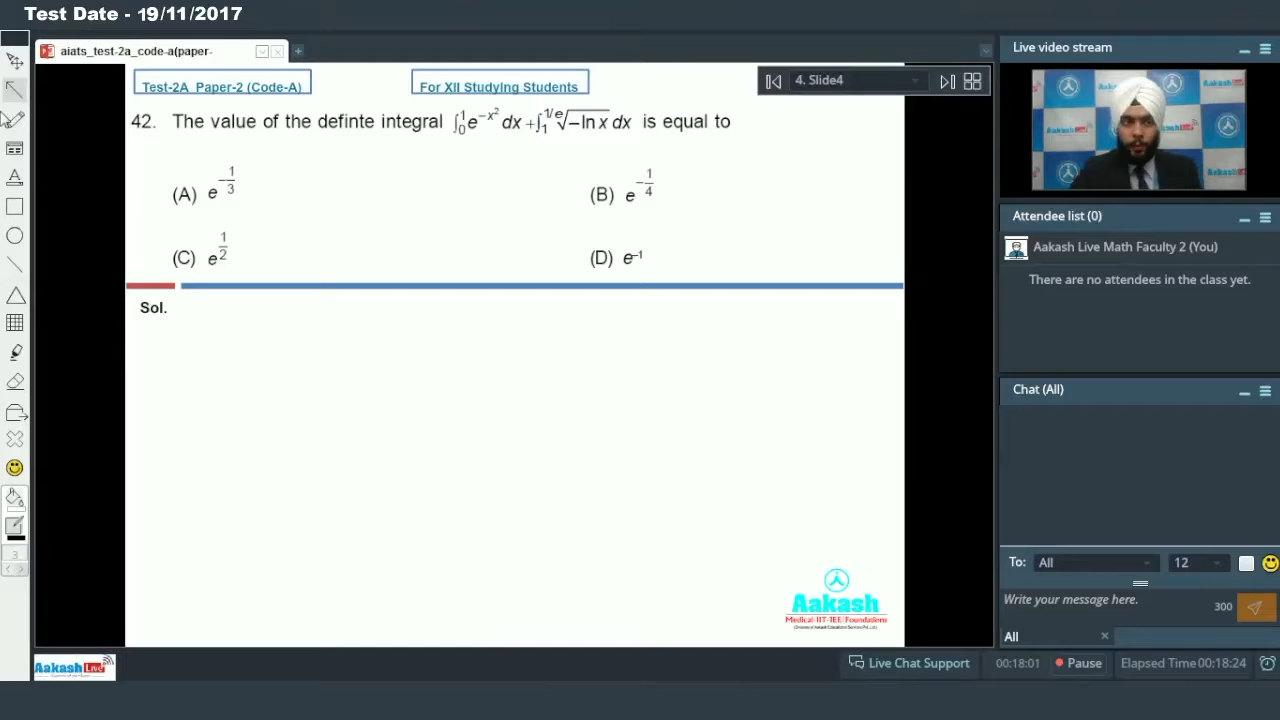 Test Date - 19/11/2017
aiats_test-2a_code-a(paper-
Test-2A_Paper-2 (Code-A)
For XII Studying Students
4. Slide4
42. The value of the definte integral ∫₀¹ e^(−x²) dx + ∫₁^(1/e) √(−ln x) dx is equal to
(A) e^(−1/3)
(B) e^(−1/4)
(C) e^(1/2)
(D) e⁻¹
Sol.
Aakash
Medical|IIT-JEE|Foundations
Aakash Live
3
Live video stream
Attendee list (0)
Aakash Live Math Faculty 2 (You)
There are no attendees in the class yet.
Chat (All)
To: All 12
Write your message here.
300
All
Live Chat Support
00:18:01
Pause
Elapsed Time 00:18:24